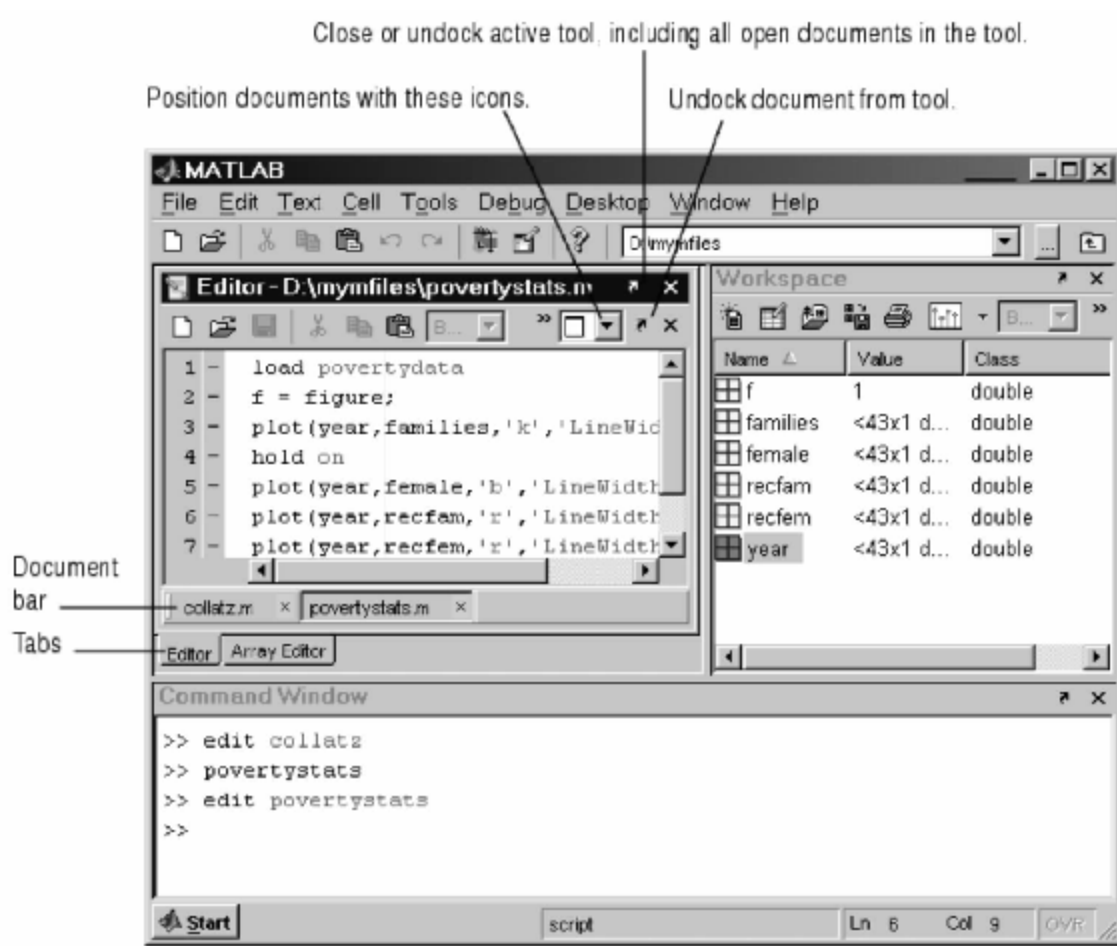 Close or undock active tool, including all open documents in the tool.
Position documents with these icons.
Undock document from tool.
MATLAB
File Edit Text Cell Tools Debug Desktop Window Help
D:\mymfiles
...
Editor - D:\mymfiles\povertystats.m
B...
1 - load povertydata
2 - f = figure;
3 - plot(year,families,'k','LineWid
4 - hold on
5 - plot(year,female,'b','LineWidth
6 - plot(year,recfam,'r','LineWidth
7 - plot(year,recfem,'r','LineWidth
Document bar
collatz.m × povertystats.m ×
Tabs
Editor Array Editor
Workspace
B...
Name Value Class
f 1 double
families <43x1 d... double
female <43x1 d... double
recfam <43x1 d... double
recfem <43x1 d... double
year <43x1 d... double
Command Window
>> edit collatz
>> povertystats
>> edit povertystats
>>
Start
script
Ln 6 Col 9 OVR